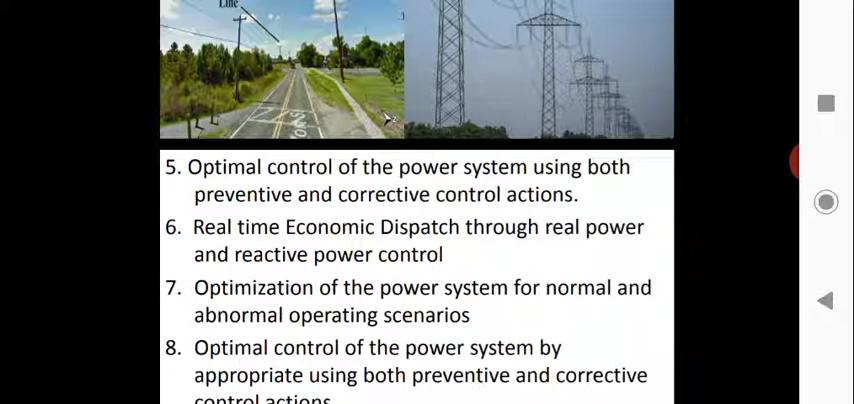 Line
5. Optimal control of the power system using both
preventive and corrective control actions.
6. Real time Economic Dispatch through real power
and reactive power control
7. Optimization of the power system for normal and
abnormal operating scenarios
8. Optimal control of the power system by
appropriate using both preventive and corrective
control actions